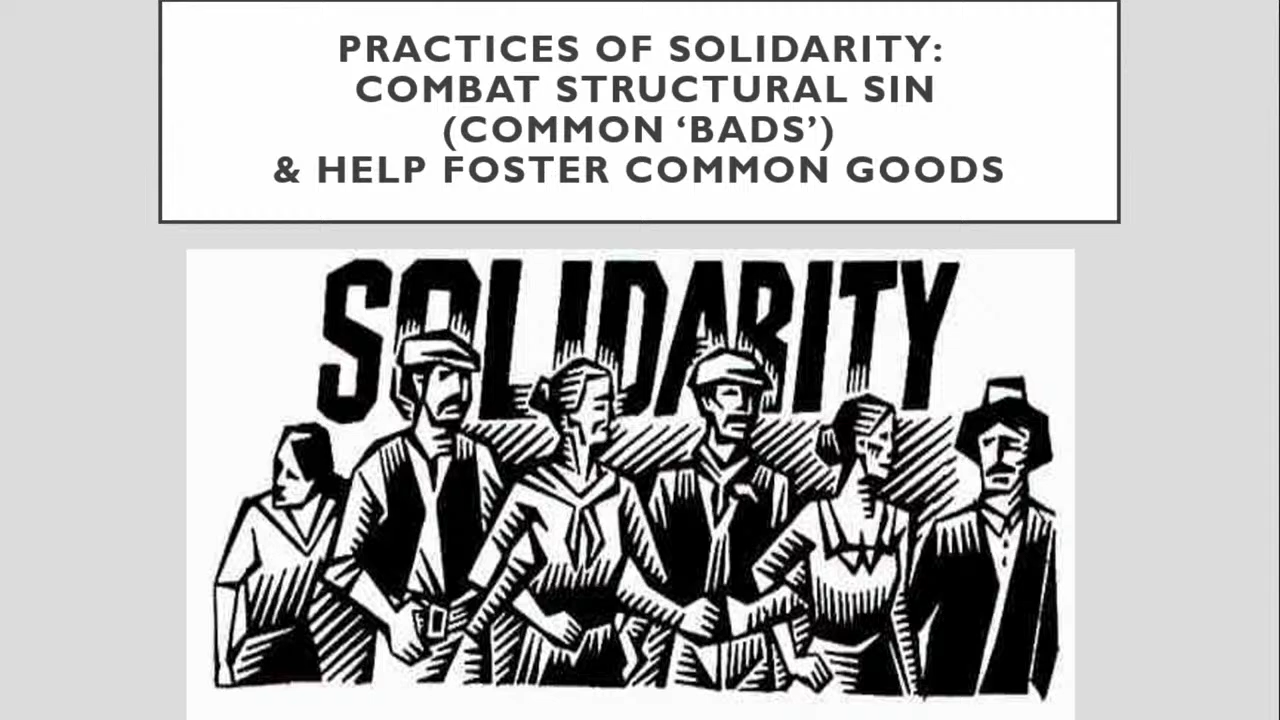 PRACTICES OF SOLIDARITY:
COMBAT STRUCTURAL SIN
(COMMON ‘BADS’)
& HELP FOSTER COMMON GOODS
SOLIDARITY